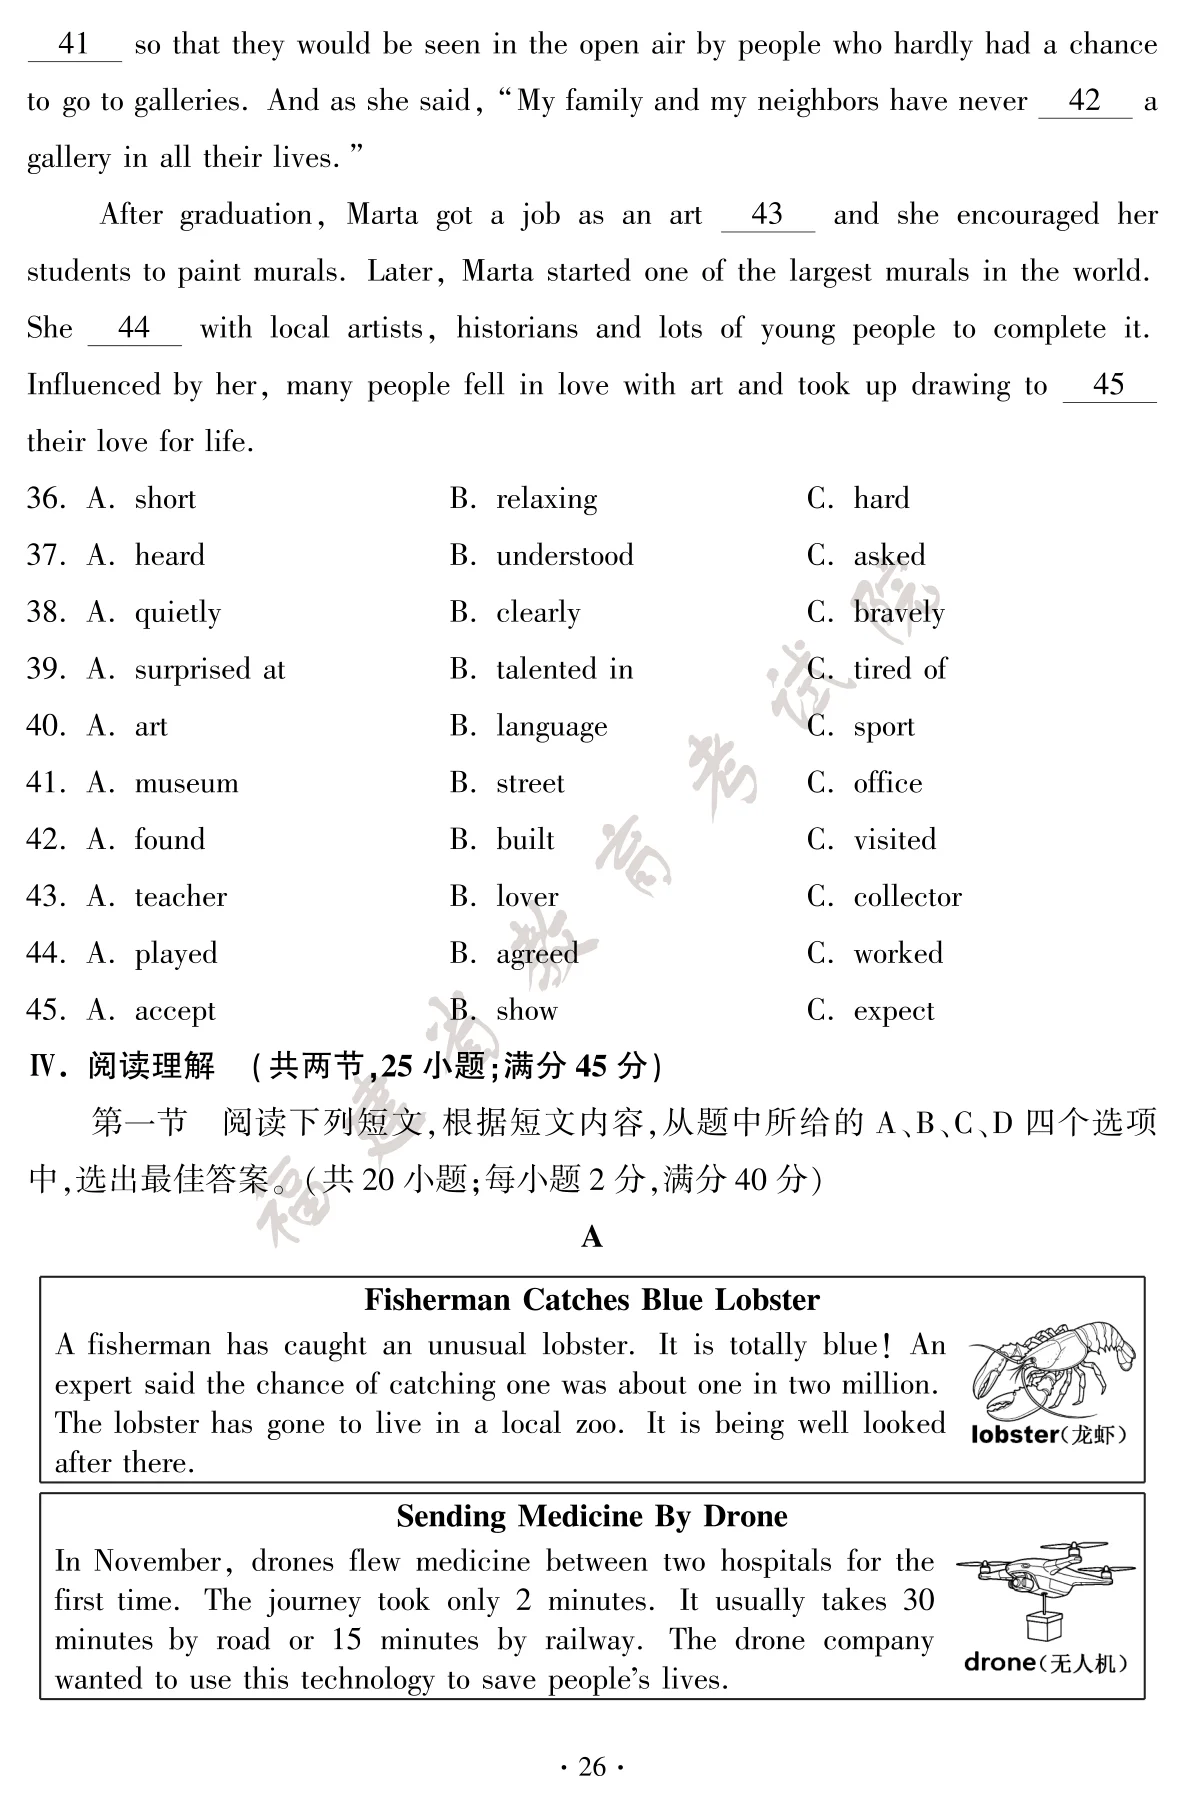 41 so that they would be seen in the open air by people who hardly had a chance
to go to galleries. And as she said, “My family and my neighbors have never 42 a
gallery in all their lives.”
After graduation, Marta got a job as an art 43 and she encouraged her
students to paint murals. Later, Marta started one of the largest murals in the world.
She 44 with local artists, historians and lots of young people to complete it.
Influenced by her, many people fell in love with art and took up drawing to 45
their love for life.
36. A. short B. relaxing C. hard
37. A. heard B. understood C. asked
38. A. quietly B. clearly C. bravely
39. A. surprised at B. talented in C. tired of
40. A. art B. language C. sport
41. A. museum B. street C. office
42. A. found B. built C. visited
43. A. teacher B. lover C. collector
44. A. played B. agreed C. worked
45. A. accept B. show C. expect
Ⅳ. 阅读理解 (共两节,25 小题;满分 45 分)
第一节 阅读下列短文,根据短文内容,从题中所给的 A、B、C、D 四个选项
中,选出最佳答案。(共 20 小题;每小题 2 分,满分 40 分)
A
Fisherman Catches Blue Lobster
A fisherman has caught an unusual lobster. It is totally blue! An
expert said the chance of catching one was about one in two million.
The lobster has gone to live in a local zoo. It is being well looked
after there.
lobster(龙虾)
Sending Medicine By Drone
In November, drones flew medicine between two hospitals for the
first time. The journey took only 2 minutes. It usually takes 30
minutes by road or 15 minutes by railway. The drone company
wanted to use this technology to save people’s lives.
drone(无人机)
· 26 ·
福建省教育考试院